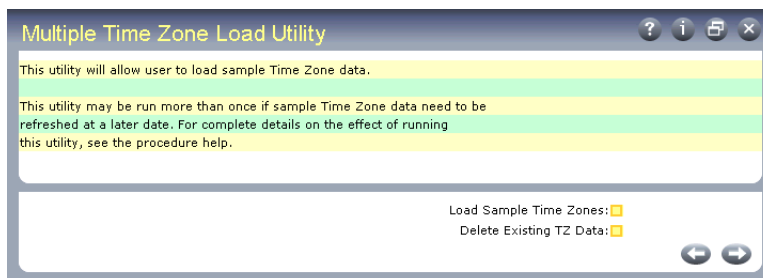 Multiple Time Zone Load Utility
This utility will allow user to load sample Time Zone data.
This utility may be run more than once if sample Time Zone data need to be
refreshed at a later date. For complete details on the effect of running
this utility, see the procedure help.
Load Sample Time Zones:
Delete Existing TZ Data: